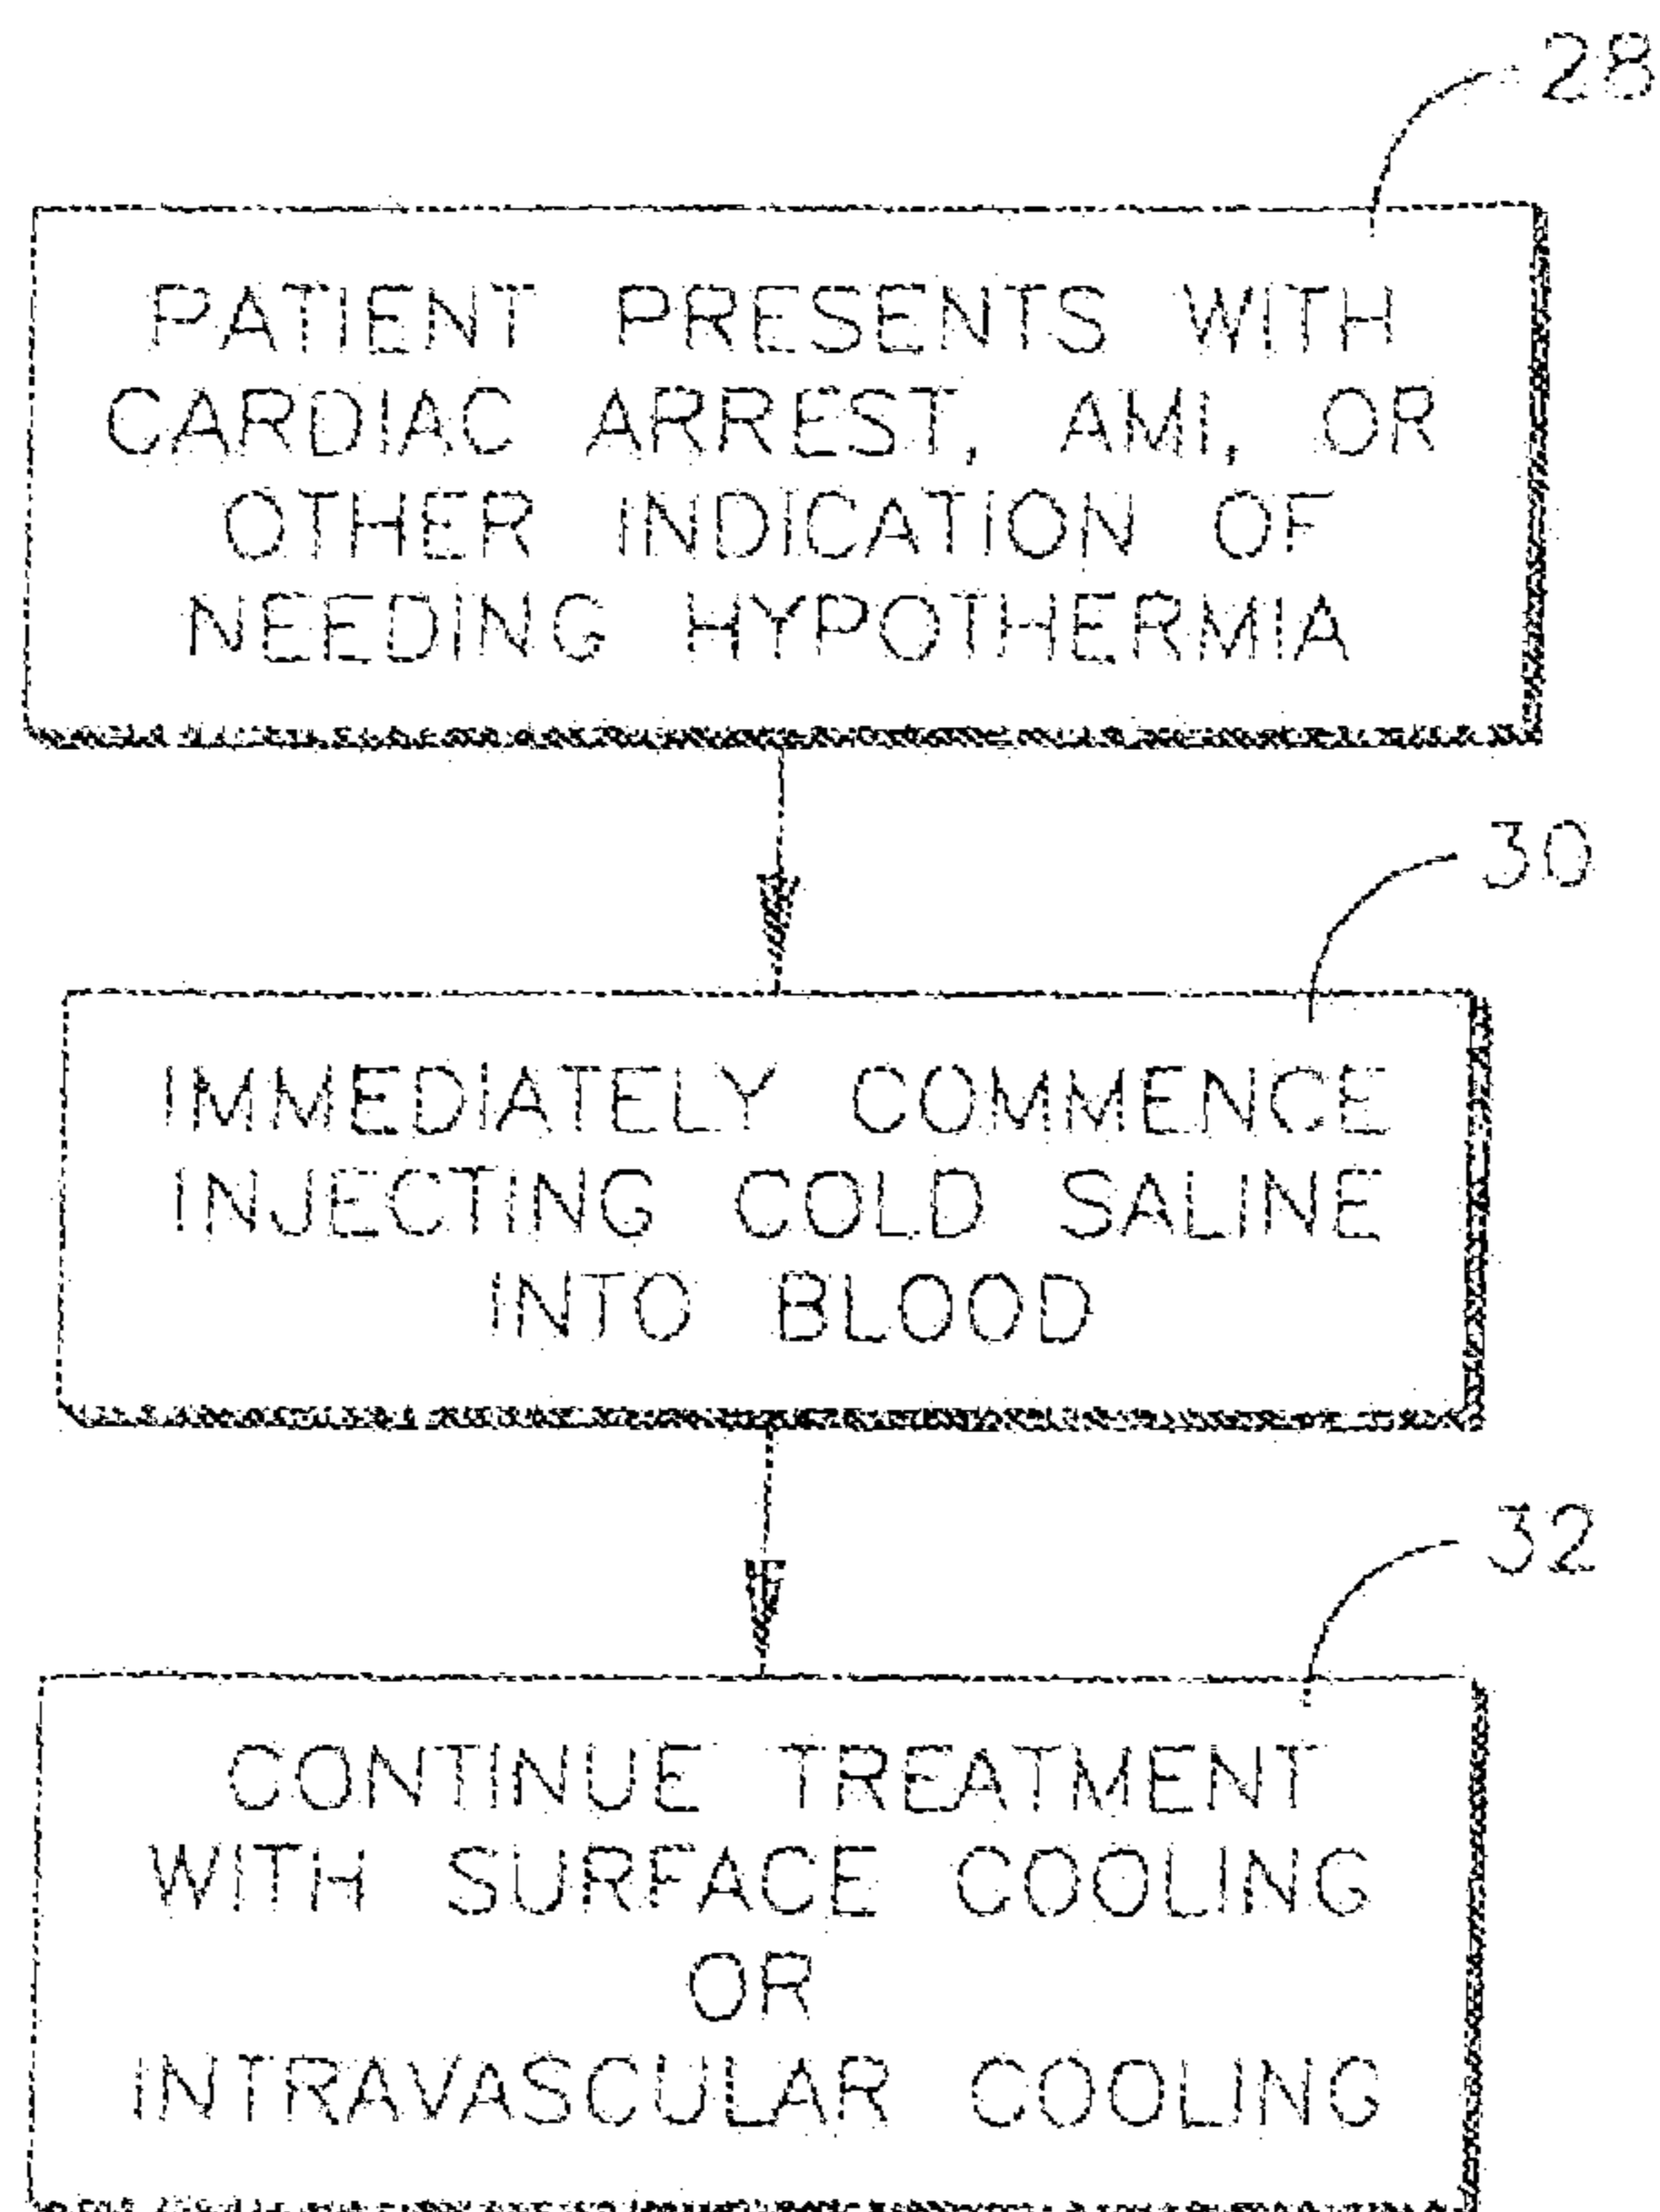 28
PATIENT PRESENTS WITH
CARDIAC ARREST, AMI, OR
OTHER INDICATION OF
NEEDING HYPOTHERMIA
30
IMMEDIATELY COMMENCE
INJECTING COLD SALINE
INTO BLOOD
32
CONTINUE TREATMENT
WITH SURFACE COOLING
OR
INTRAVASCULAR COOLING